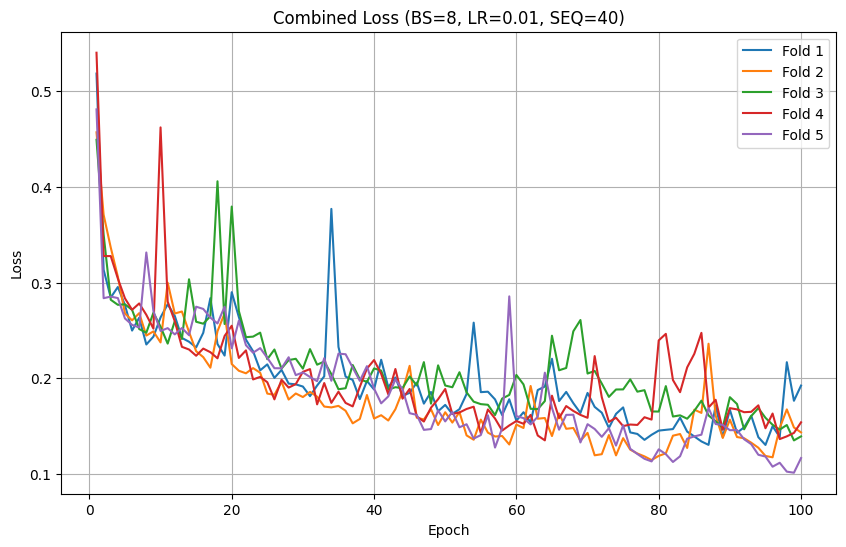 Combined Loss (BS=8, LR=0.01, SEQ=40)
Fold 1
Fold 2
Fold 3
Fold 4
Fold 5
Loss
0.5
0.4
0.3
0.2
0.1
0 20 40 60 80 100
Epoch